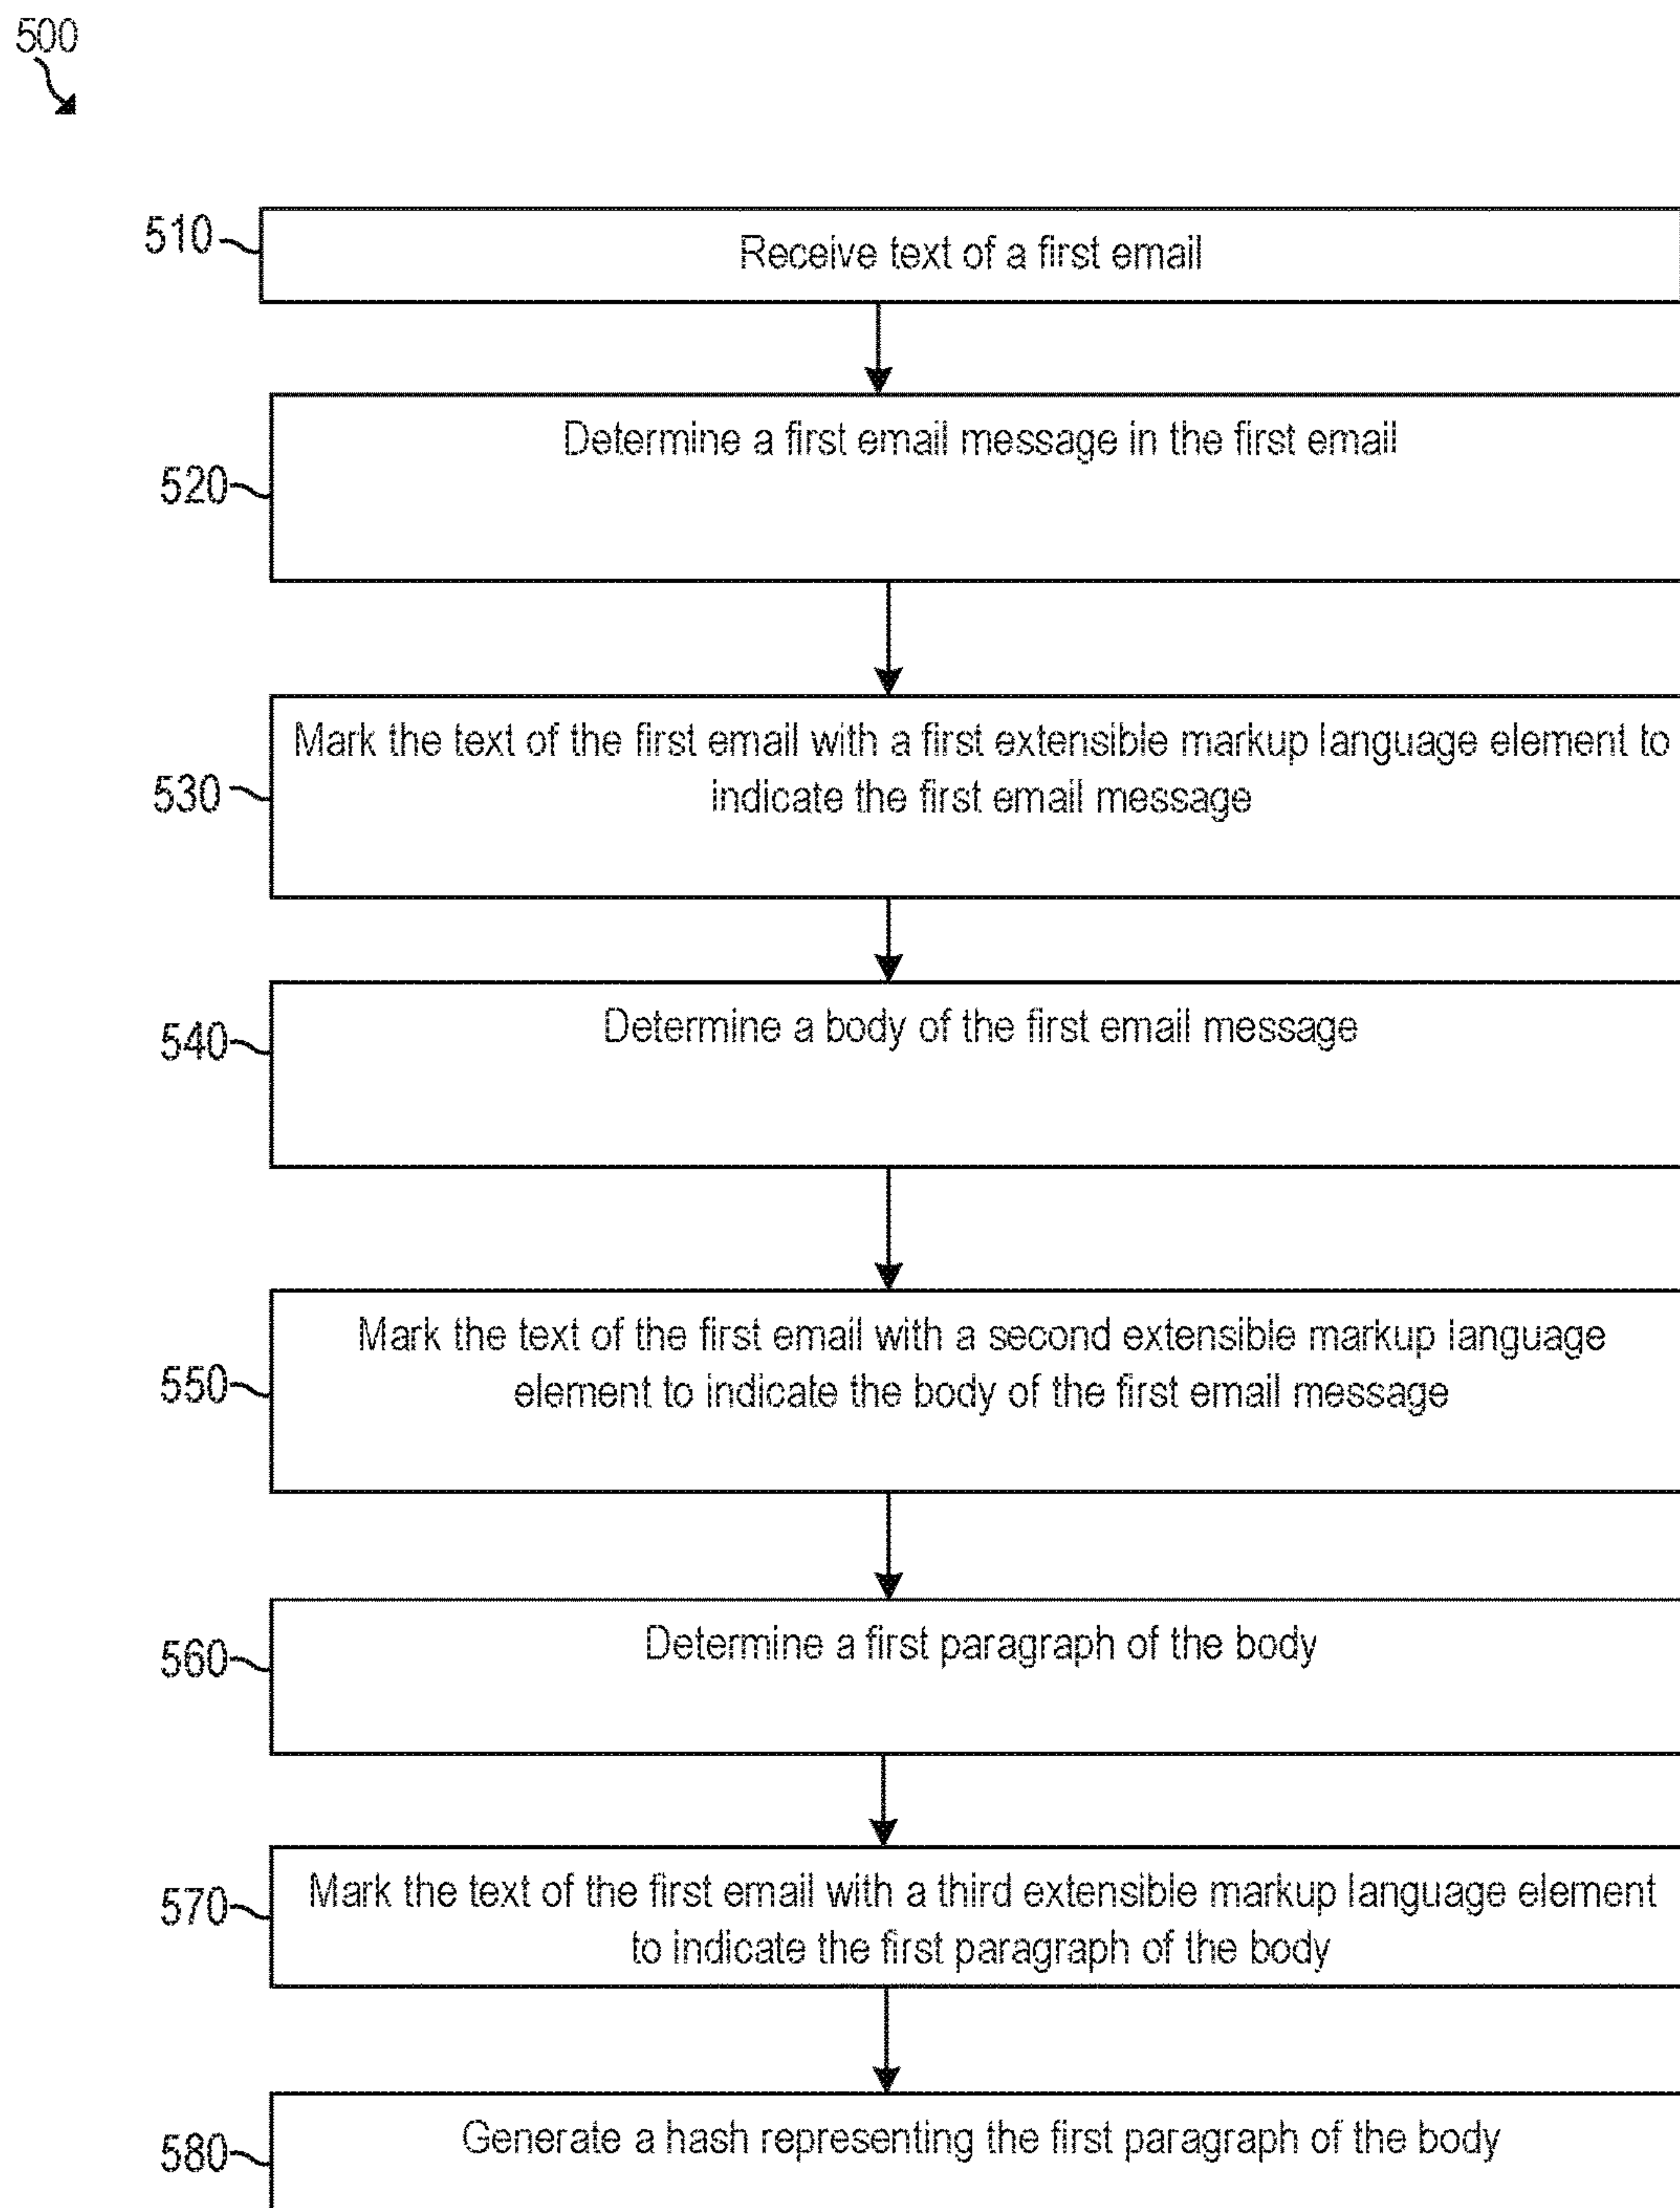 500
510
Receive text of a first email
Determine a first email message in the first email
520
Mark the text of the first email with a first extensible markup language element to
indicate the first email message
530
Determine a body of the first email message
540
Mark the text of the first email with a second extensible markup language
element to indicate the body of the first email message
550
Determine a first paragraph of the body
560
Mark the text of the first email with a third extensible markup language element
to indicate the first paragraph of the body
570
Generate a hash representing the first paragraph of the body
580